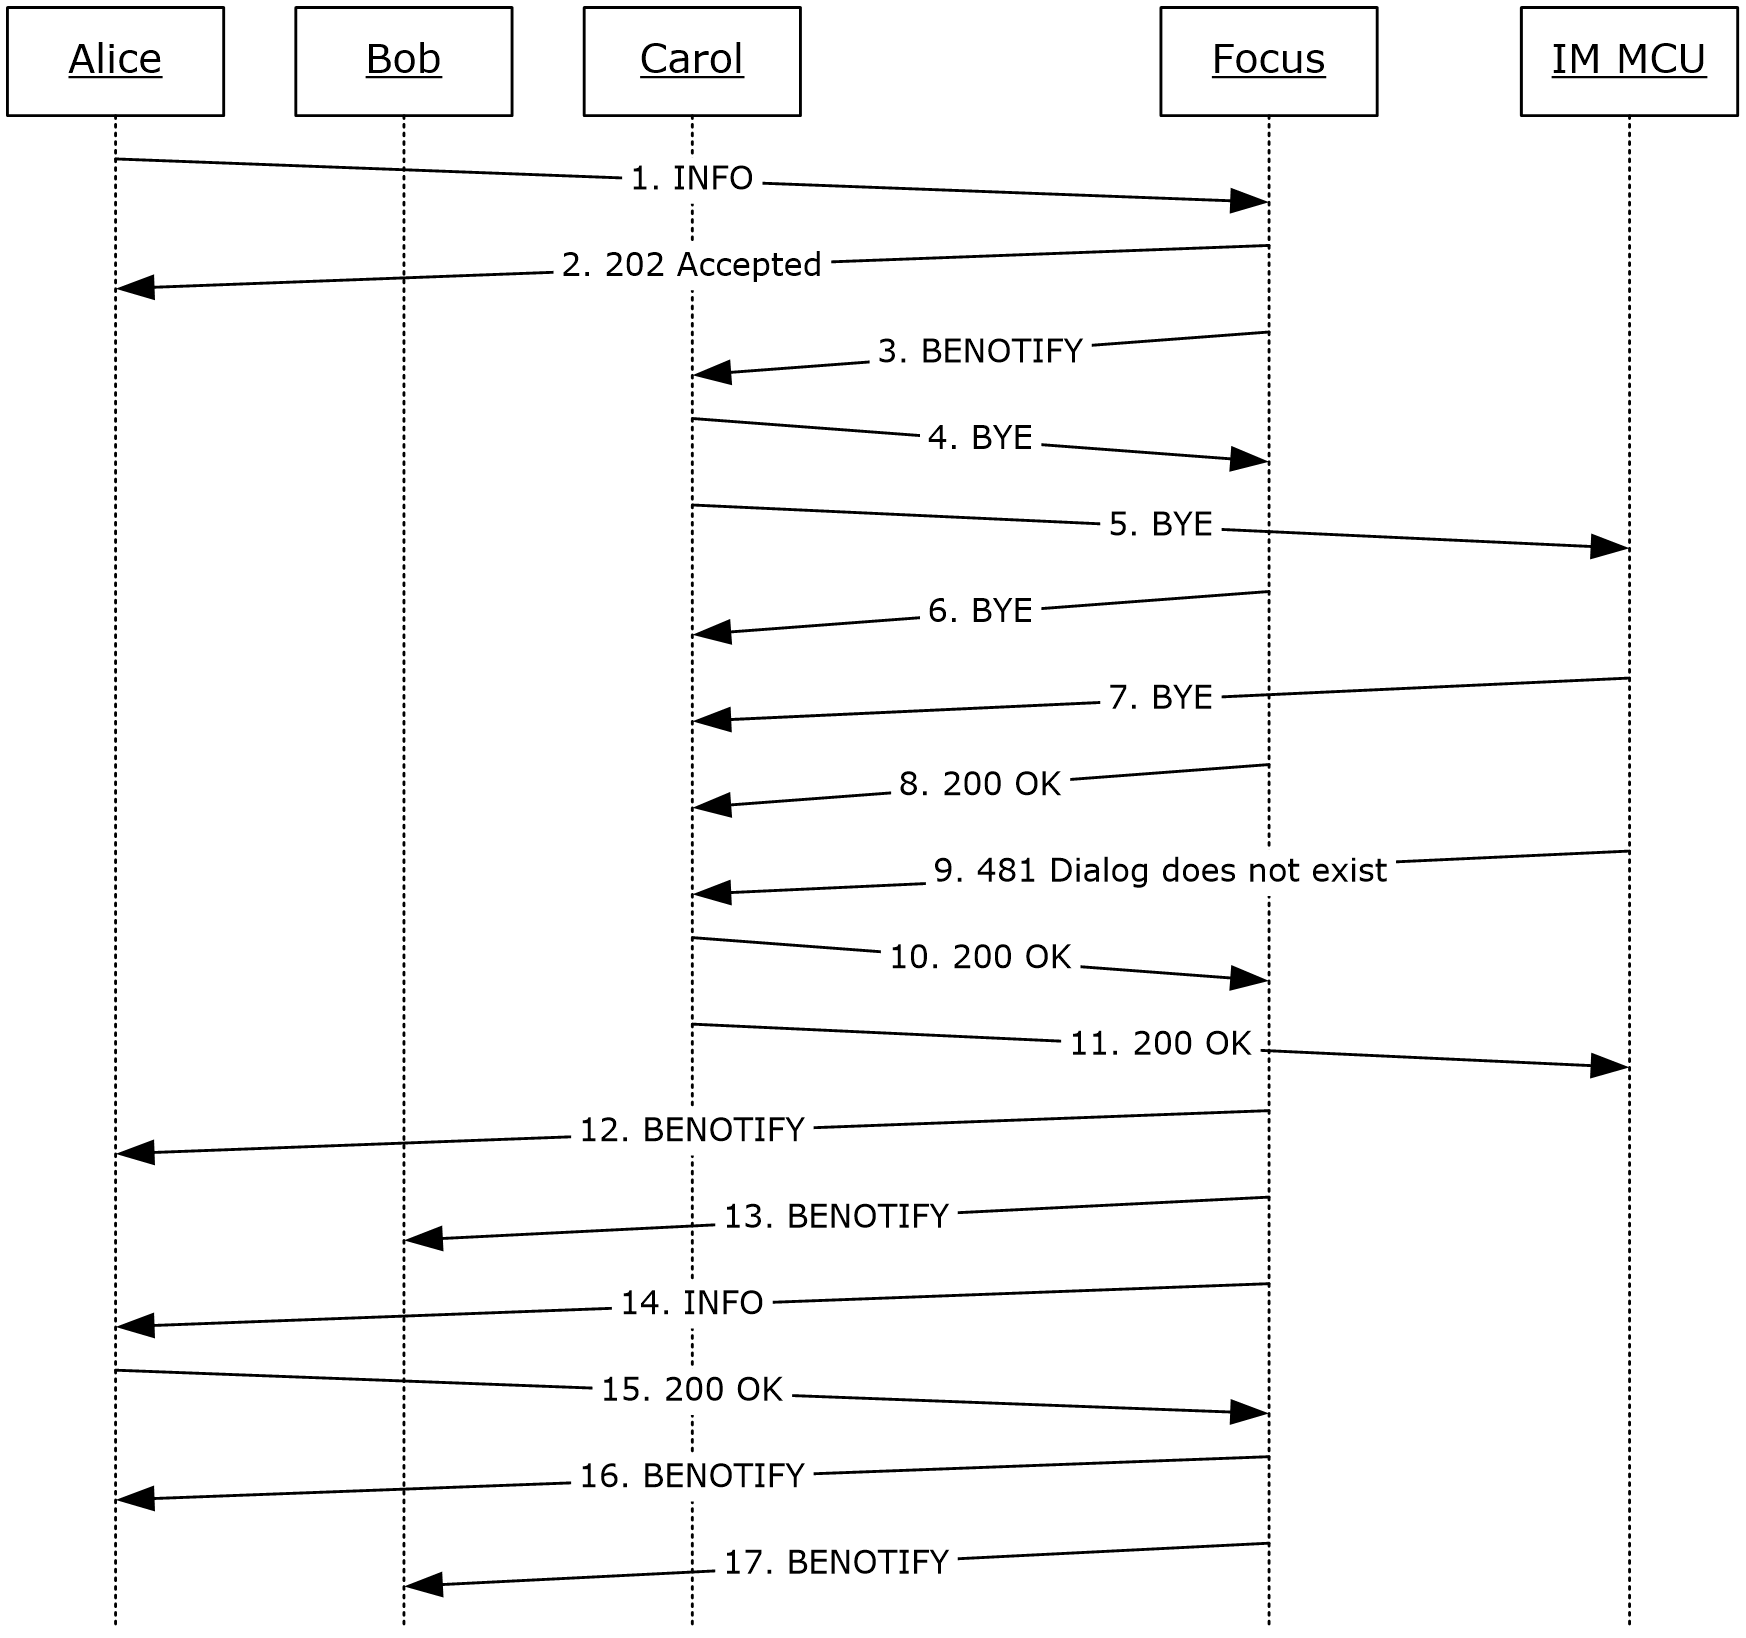 Alice
Bob
Carol
Focus
IM MCU
1. INFO
2. 202 Accepted
3. BENOTIFY
4. BYE
5. BYE
6. BYE
7. BYE
8. 200 OK
9. 481 Dialog does not exist
10. 200 OK
11. 200 OK
12. BENOTIFY
13. BENOTIFY
14. INFO
15. 200 OK
16. BENOTIFY
17. BENOTIFY